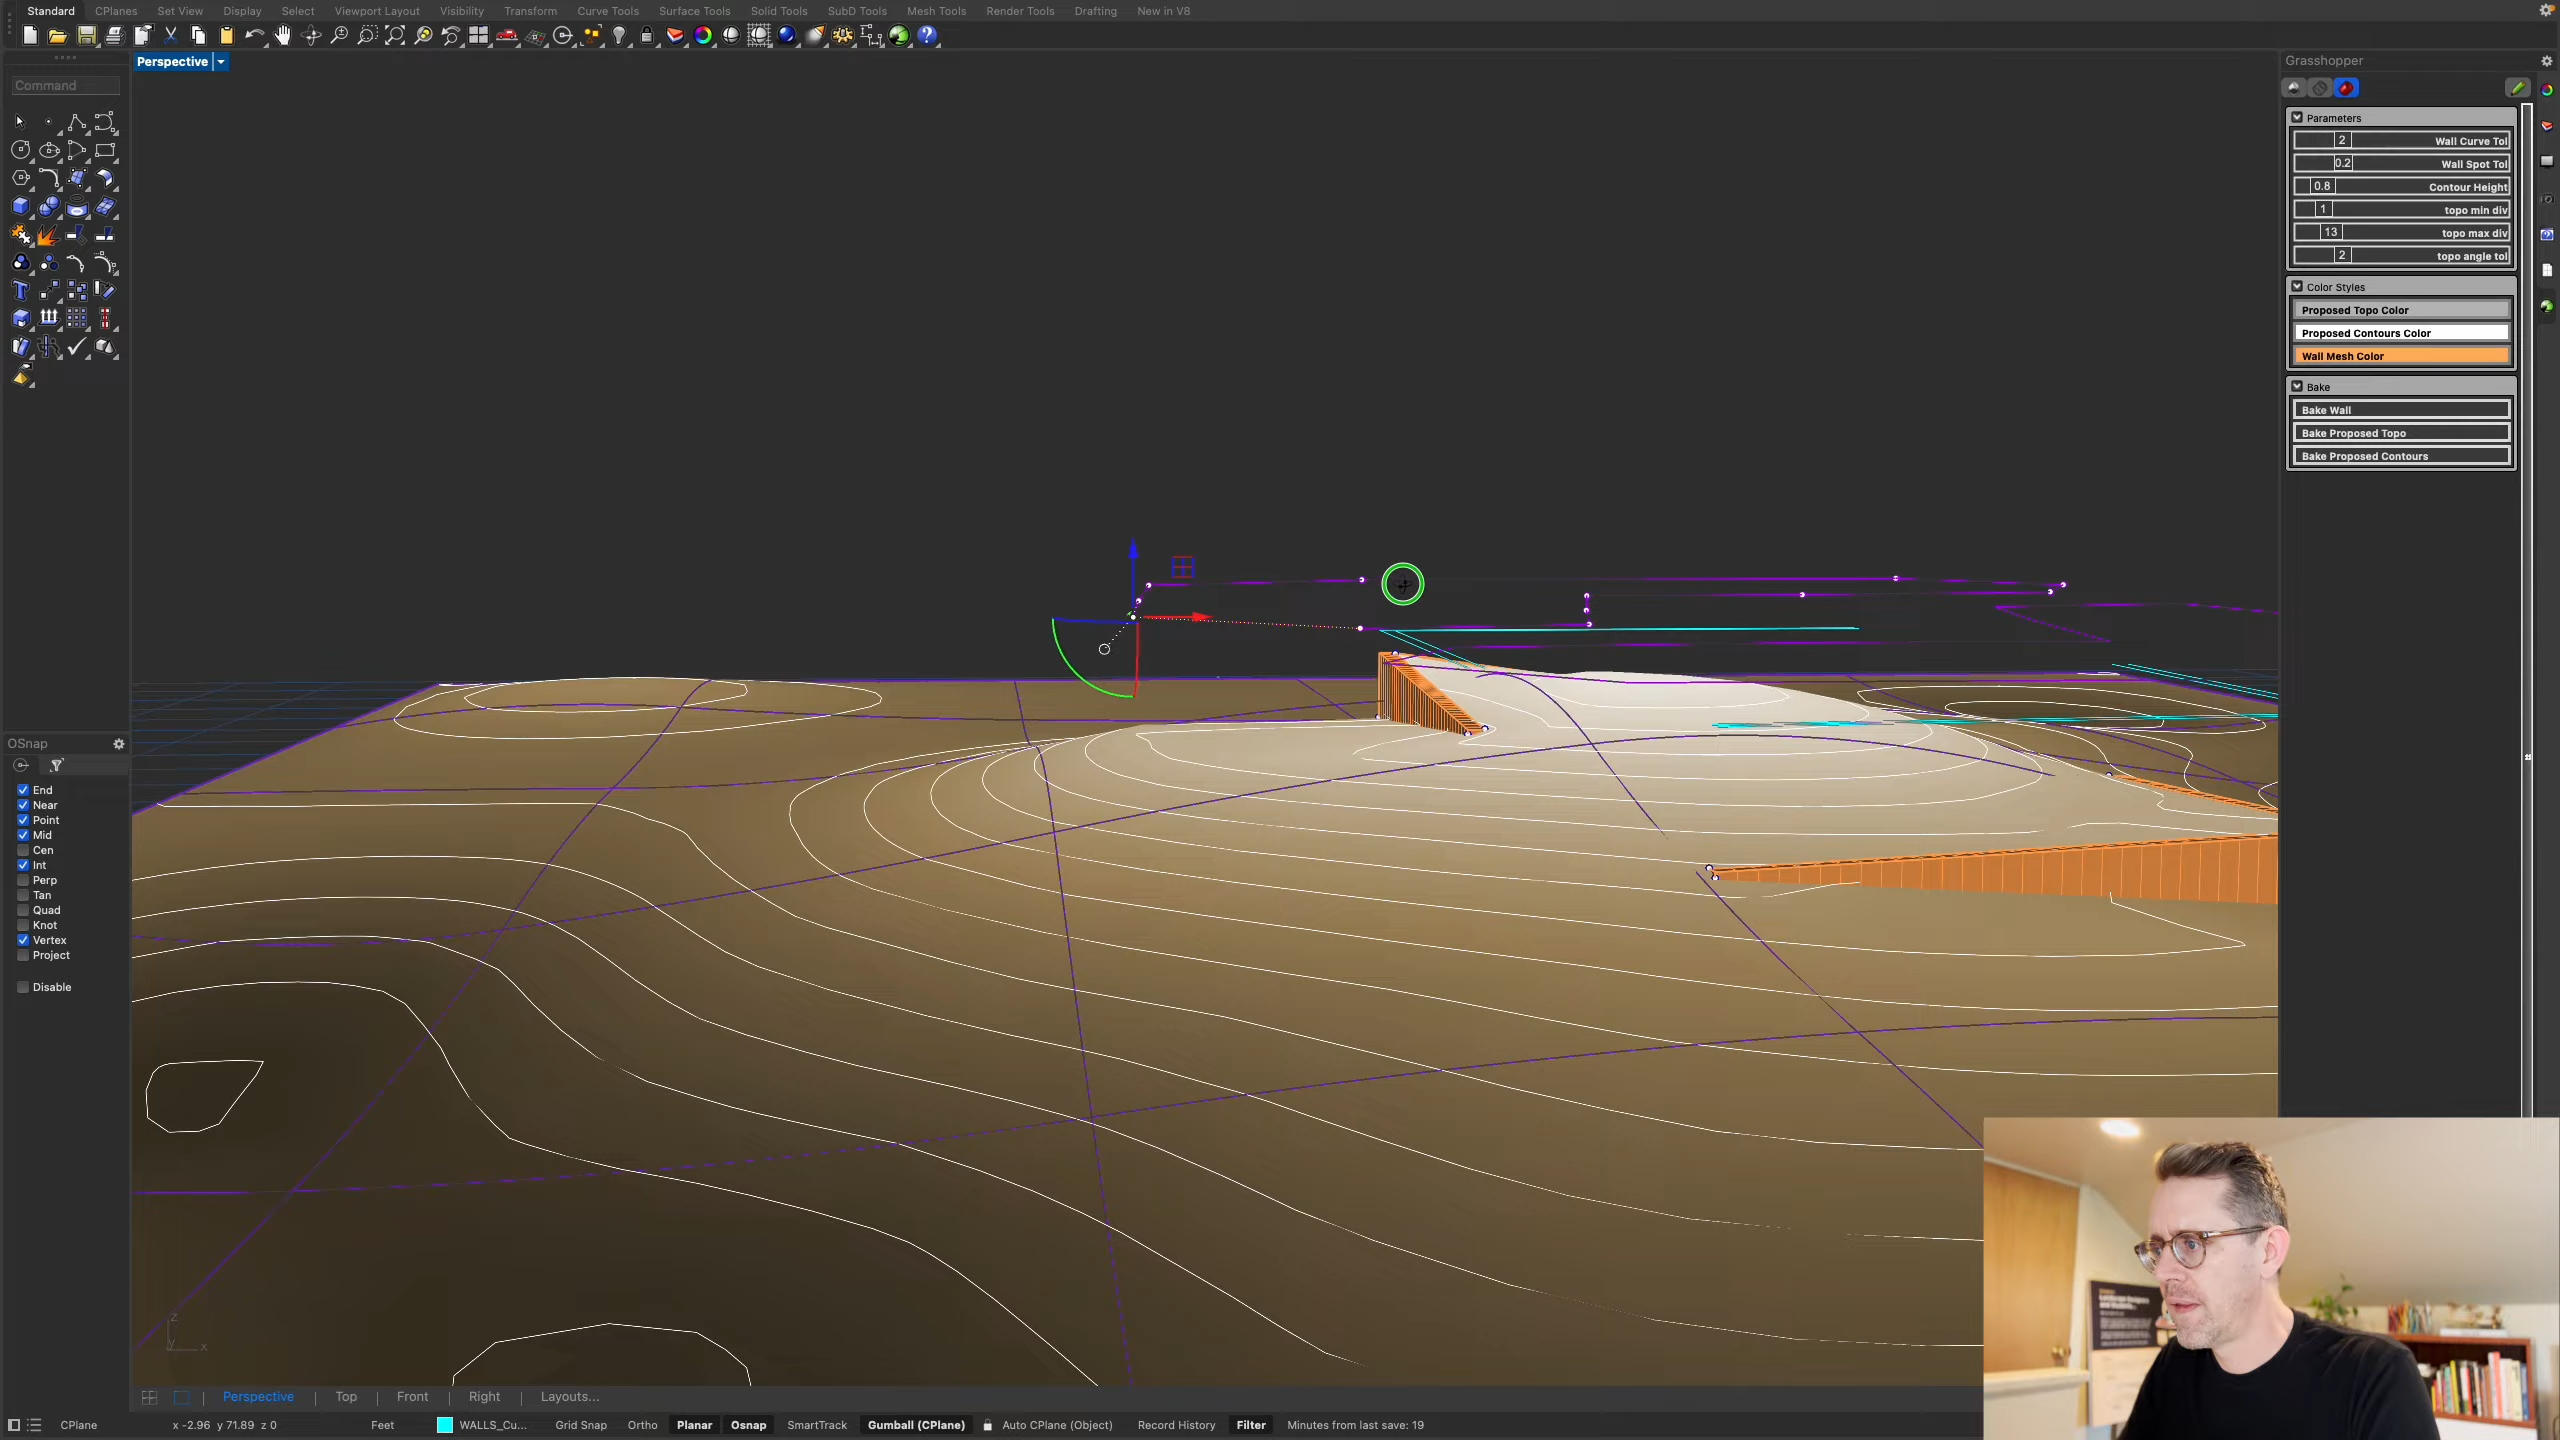 Standard CPlanes Set View Display Select Viewport Layout Visibility Transform Curve Tools Surface Tools Solid Tools SubD Tools Mesh Tools Render Tools Drafting New in V8
Perspective
Command
OSnap
End
Near
Point
Mid
Cen
Int
Perp
Tan
Quad
Knot
Vertex
Project
Disable
Grasshopper
Parameters
2 Wall Curve Tol
0.2 Wall Spot Tol
0.8 Contour Height
1 topo min div
13 topo max div
2 topo angle tol
Color Styles
Proposed Topo Color
Proposed Contours Color
Wall Mesh Color
Bake
Bake Wall
Bake Proposed Topo
Bake Proposed Contours
z
y x
Perspective Top Front Right Layouts...
CPlane x -2.96 y 71.89 z 0 Feet WALLS_Cu... Grid Snap Ortho Planar Osnap SmartTrack Gumball (CPlane) Auto CPlane (Object) Record History Filter Minutes from last save: 19